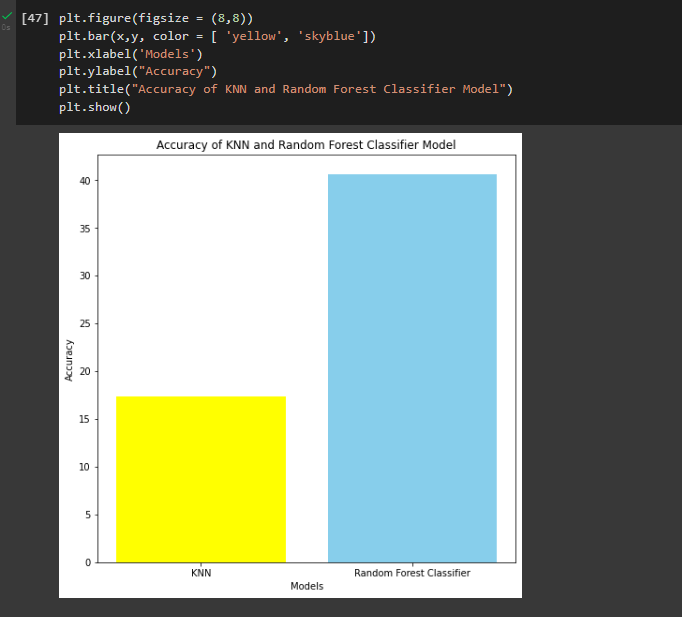 [47] plt.figure(figsize = (8,8))
plt.bar(x,y, color = [ 'yellow', 'skyblue'])
plt.xlabel('Models')
plt.ylabel("Accuracy")
plt.title("Accuracy of KNN and Random Forest Classifier Model")
plt.show()
0s
Accuracy of KNN and Random Forest Classifier Model
40
35
30
25
20
15
10
5
0
Accuracy
KNN Random Forest Classifier
Models